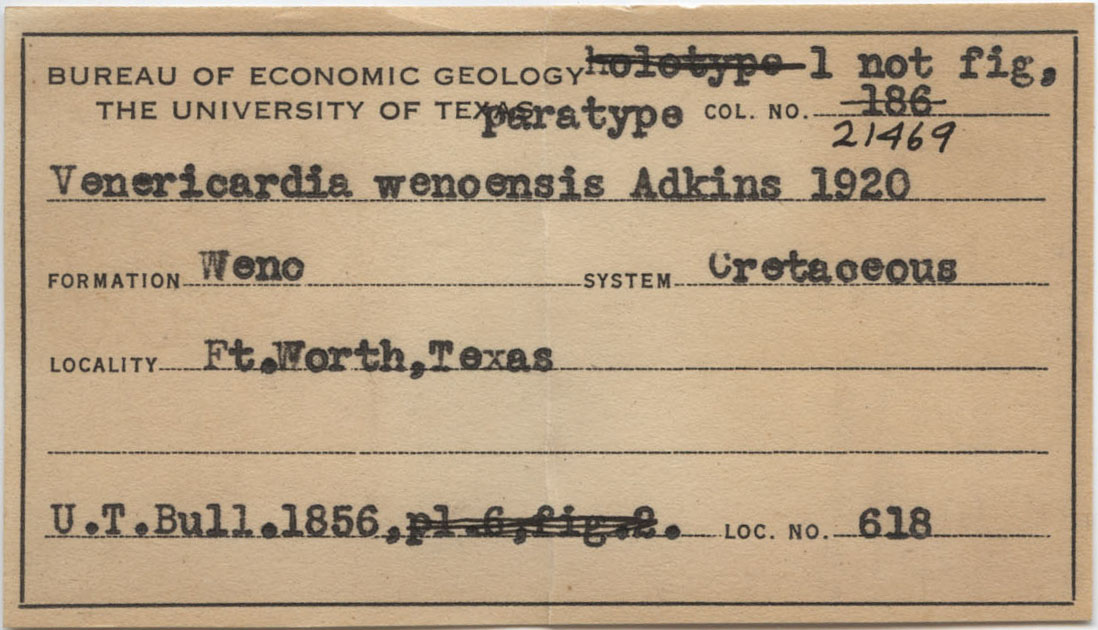 BUREAU OF ECONOMIC GEOLOGY holotype 1 not fig,
THE UNIVERSITY OF TEXAS paratype COL. NO. 186
21469
Venericardia wenoensis Adkins 1920
FORMATION Weno SYSTEM Cretaceous
LOCALITY Ft.Worth,Texas
U.T.Bull.1856,pl.6,fig.2. LOC. NO. 618